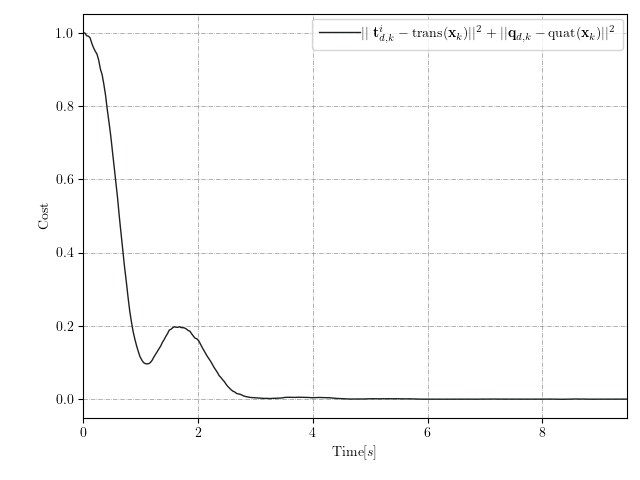 || t^i_{d,k} − trans(x_k)||² + ||q_{d,k} − quat(x_k)||²
1.0
0.8
0.6
0.4
0.2
0.0
Cost
0 2 4 6 8
Time[s]